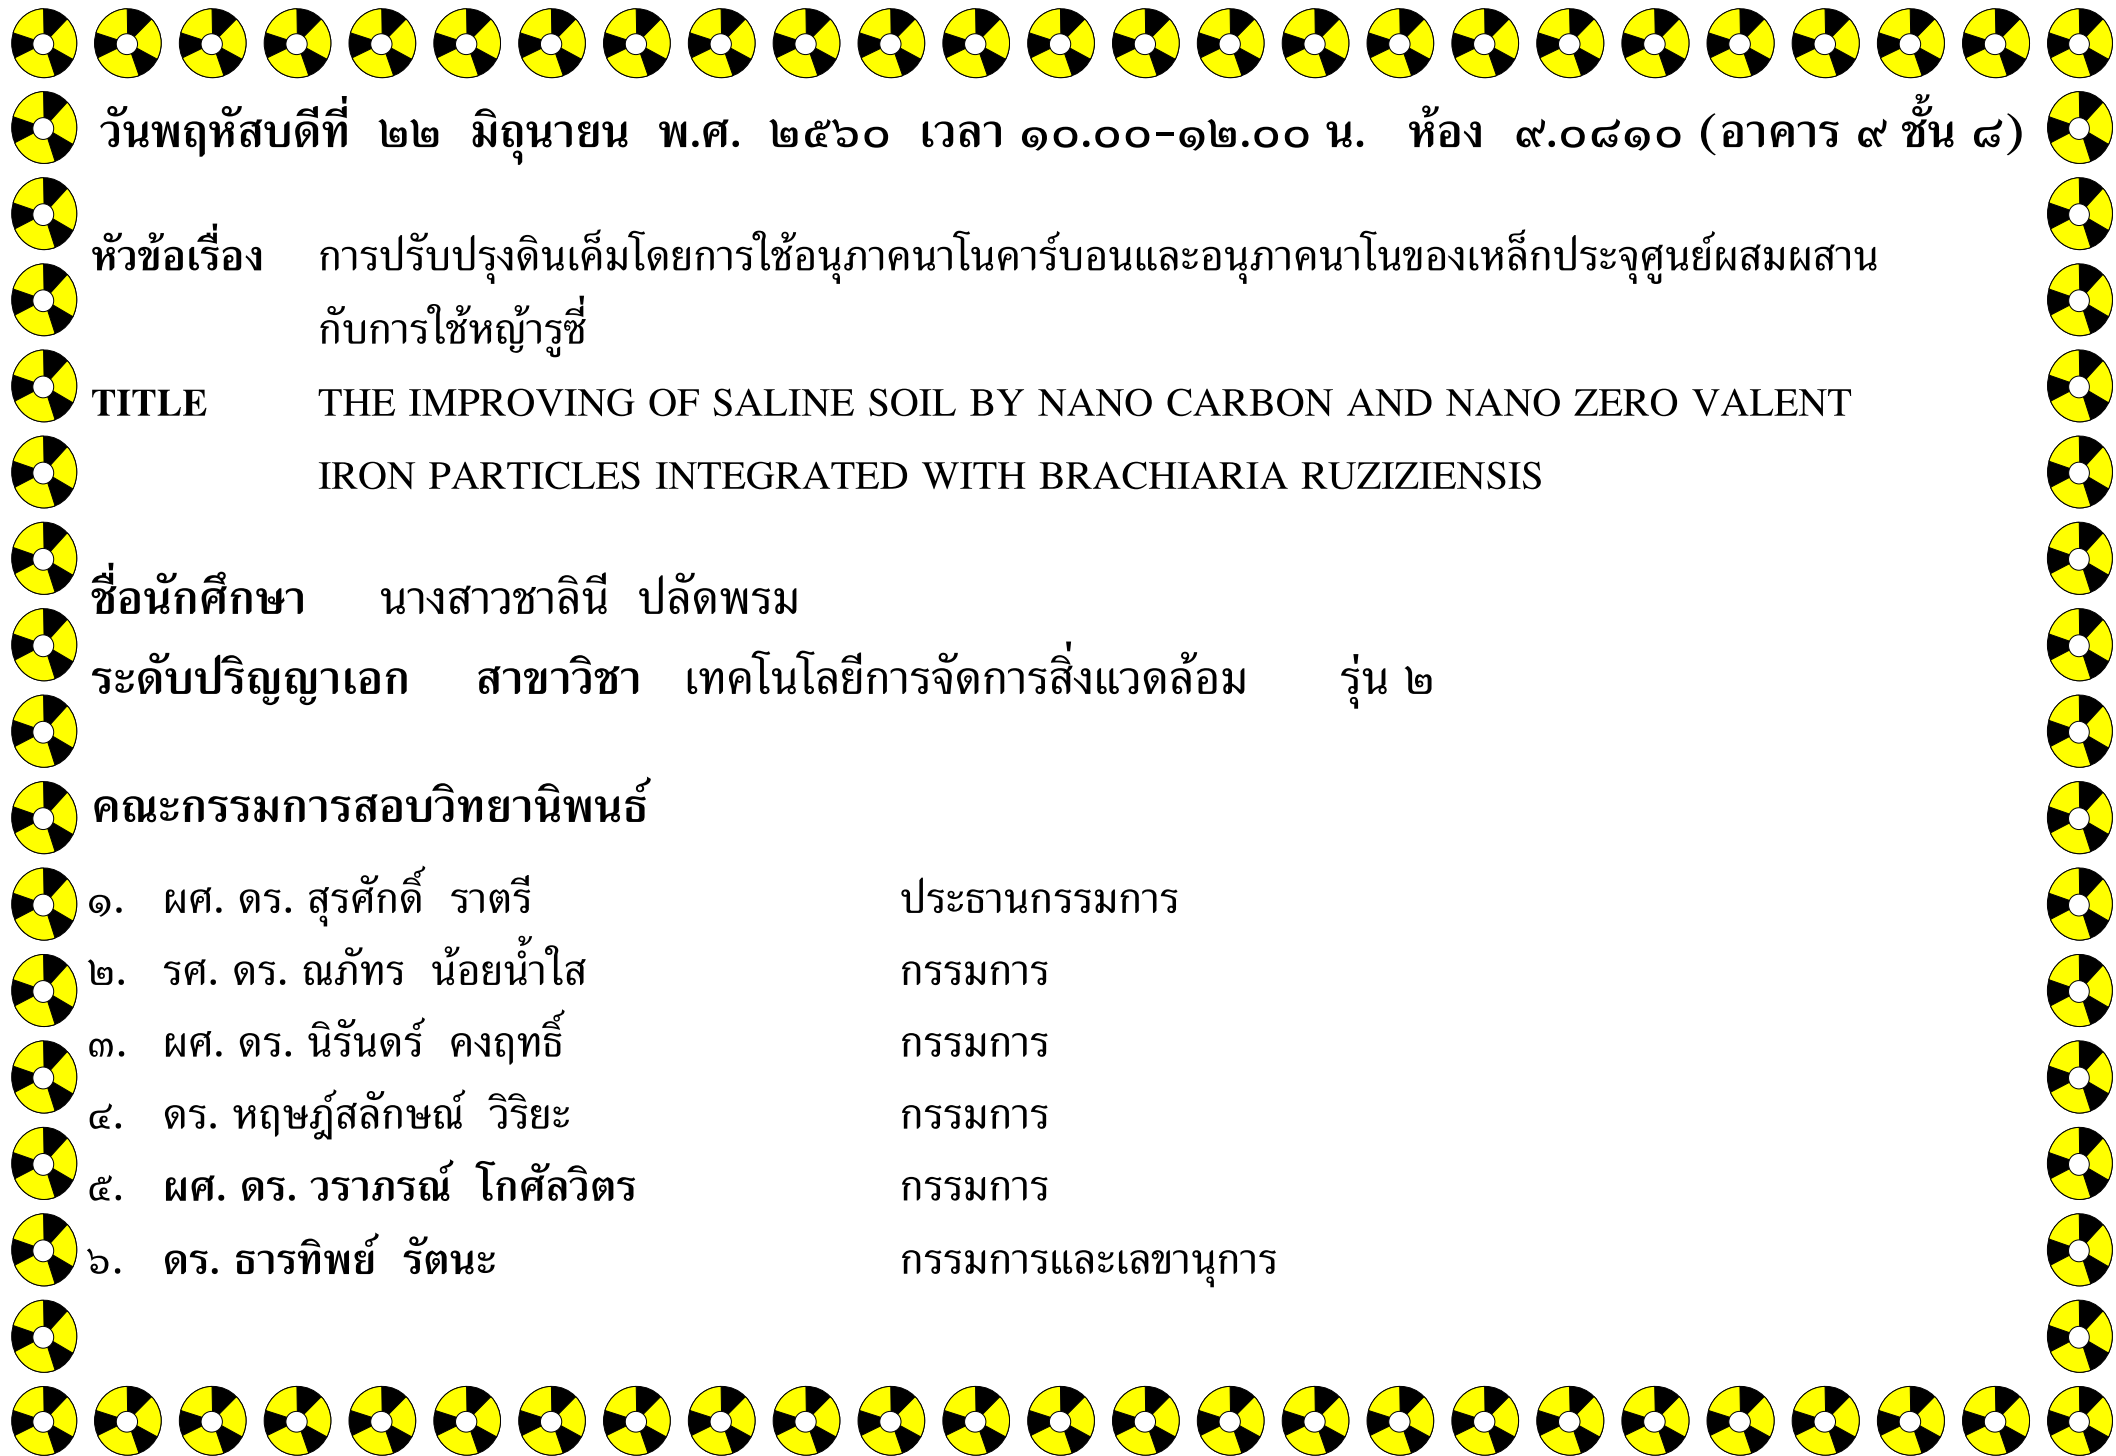 วันพฤหัสบดีที่ ๒๒ มิถุนายน พ.ศ. ๒๕๖๐ เวลา ๑๐.๐๐-๑๒.๐๐ น. ห้อง ๙.๐๘๑๐ (อาคาร ๙ ชั้น ๘)
หัวข้อเรื่อง การปรับปรุงดินเค็มโดยการใช้อนุภาคนาโนคาร์บอนและอนุภาคนาโนของเหล็กประจุศูนย์ผสมผสาน
กับการใช้หญ้ารูซี่
TITLE THE IMPROVING OF SALINE SOIL BY NANO CARBON AND NANO ZERO VALENT
IRON PARTICLES INTEGRATED WITH BRACHIARIA RUZIZIENSIS
ชื่อนักศึกษา นางสาวชาลินี ปลัดพรม
ระดับปริญญาเอก สาขาวิชา เทคโนโลยีการจัดการสิ่งแวดล้อม รุ่น ๒
คณะกรรมการสอบวิทยานิพนธ์
๑. ผศ. ดร. สุรศักดิ์ ราตรี ประธานกรรมการ
๒. รศ. ดร. ณภัทร น้อยน้ำใส กรรมการ
๓. ผศ. ดร. นิรันดร์ คงฤทธิ์ กรรมการ
๔. ดร. หฤษฎ์สลักษณ์ วิริยะ กรรมการ
๕. ผศ. ดร. วราภรณ์ โกศัลวิตร กรรมการ
๖. ดร. ธารทิพย์ รัตนะ กรรมการและเลขานุการ